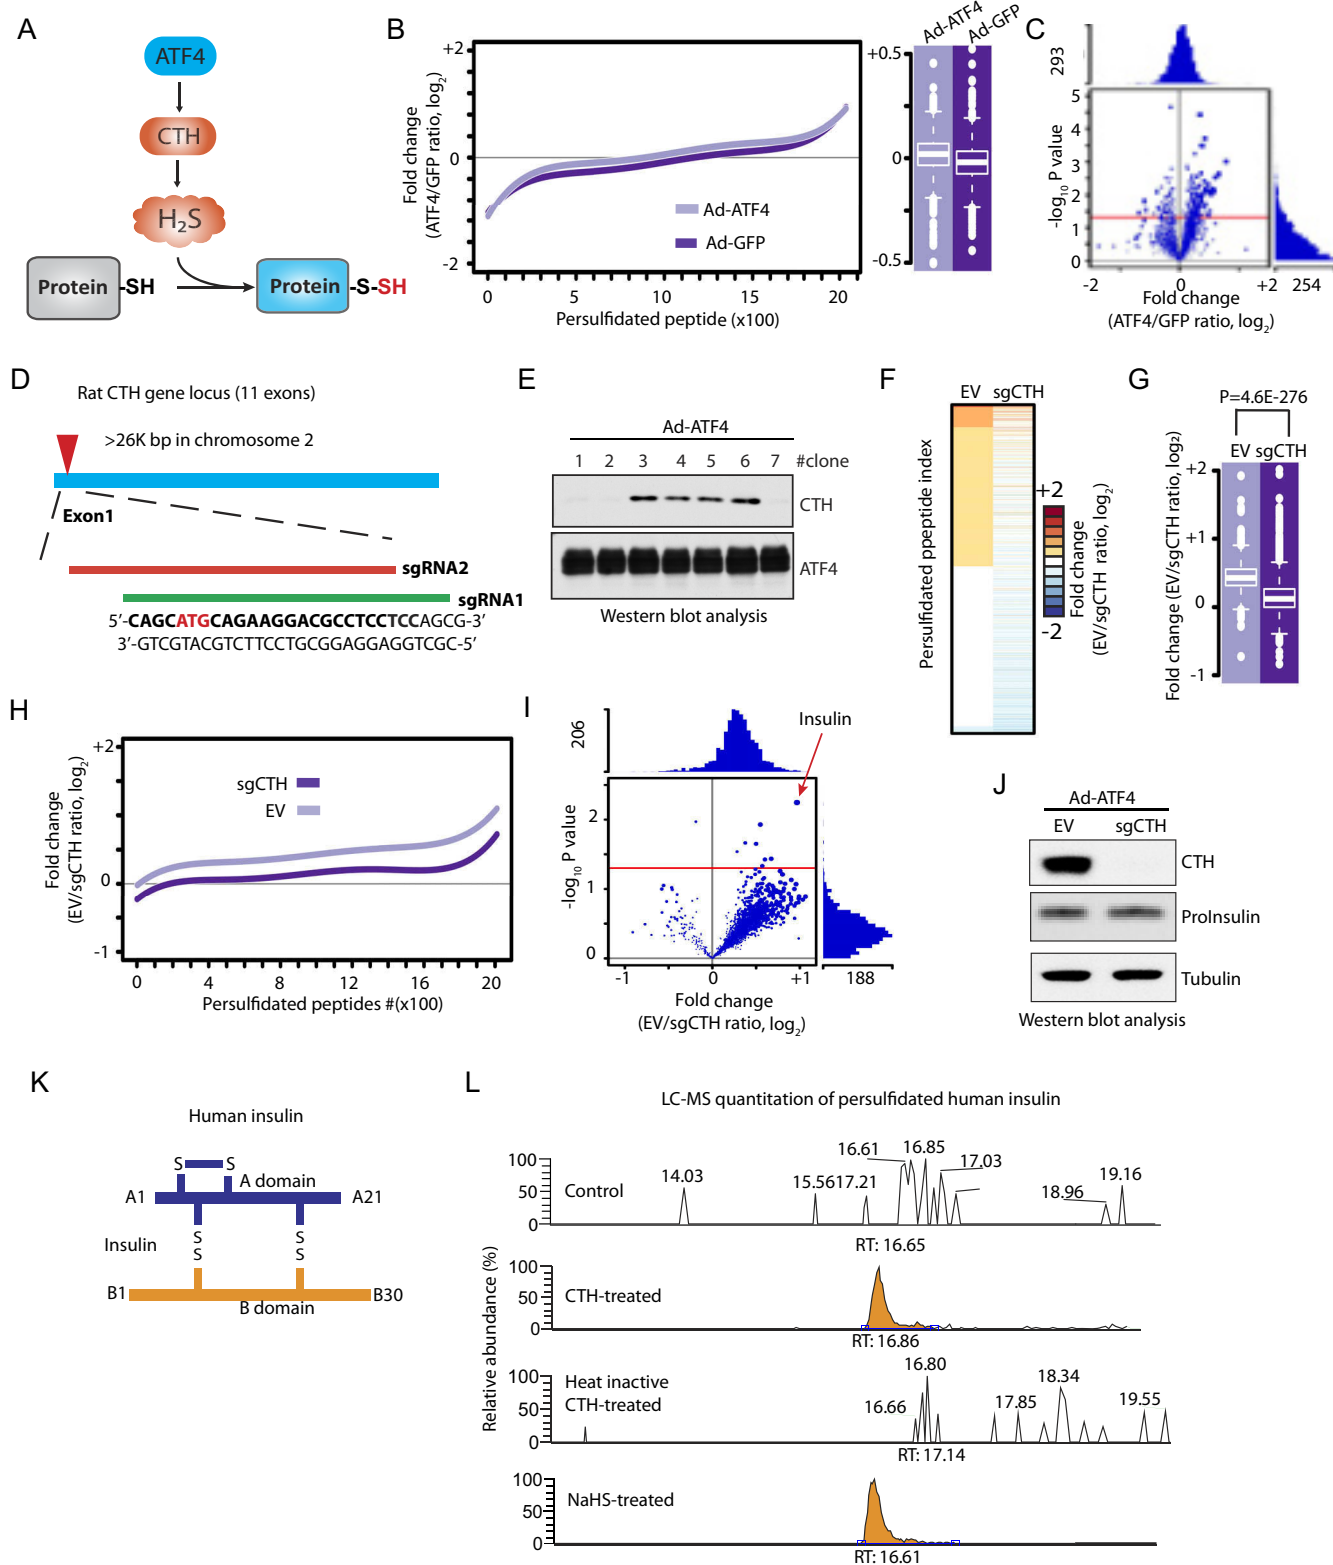 A
ATF4
CTH
H2S
Protein -SH
Protein -S-SH
B
Fold change
(ATF4/GFP ratio, log2)
+2
0
-2
Ad-ATF4
Ad-GFP
0 5 10 15 20
Persulfidated peptide (x100)
Ad-ATF4 Ad-GFP
+0.5
0
-0.5
C
293
-log10 P value
5
4
3
2
1
0
-2 0 +2 254
Fold change
(ATF4/GFP ratio, log2)
D
Rat CTH gene locus (11 exons)
>26K bp in chromosome 2
Exon1
sgRNA2
sgRNA1
5'-CAGCATGCAGAAGGACGCCTCCTCCAGCG-3'
3'-GTCGTACGTCTTCCTGCGGAGGAGGTCGC-5'
E
Ad-ATF4
1 2 3 4 5 6 7 #clone
CTH
ATF4
Western blot analysis
F
EV sgCTH
Persulfidated ppeptide index
+2
-2
Fold change
(EV/sgCTH ratio, log2)
G
P=4.6E-276
EV sgCTH
Fold change (EV/sgCTH ratio, log2)
+2
+1
0
-1
H
Fold change
(EV/sgCTH ratio, log2)
+2
0
-1
sgCTH
EV
0 4 8 12 16 20
Persulfidated peptides #(x100)
I
206
Insulin
-log10 P value
2
1
0
-1 0 +1 188
Fold change
(EV/sgCTH ratio, log2)
J
Ad-ATF4
EV sgCTH
CTH
ProInsulin
Tubulin
Western blot analysis
K
Human insulin
S S
A domain
A1 A21
S S
Insulin
S S
B1 B30
B domain
L
LC-MS quantitation of persulfidated human insulin
Relative abundance (%)
100
50
0
Control
14.03
15.56
17.21
16.61
16.85
17.03
18.96
19.16
RT: 16.65
100
50
0
CTH-treated
RT: 16.86
100
50
0
Heat inactive
CTH-treated
16.66
16.80
17.85
18.34
19.55
RT: 17.14
100
50
0
NaHS-treated
RT: 16.61